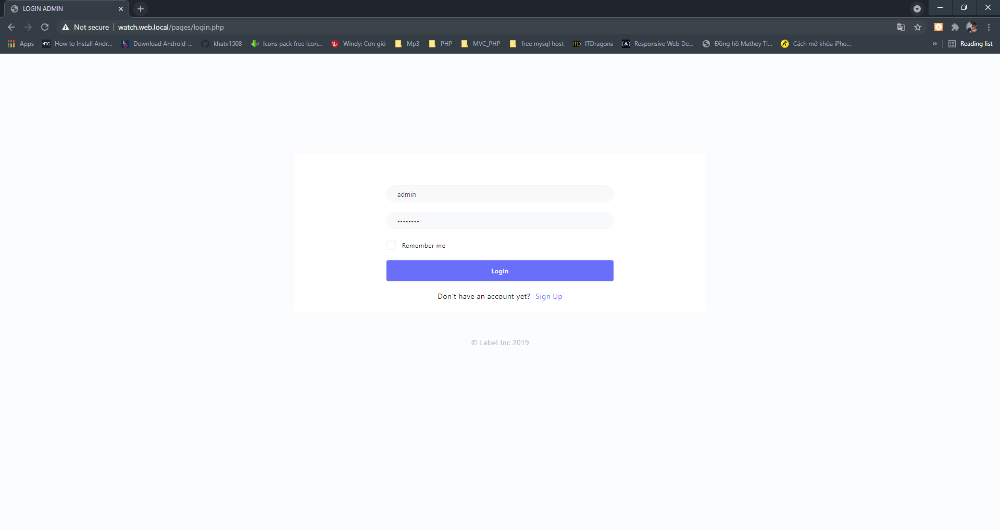 LOGIN ADMIN
Not secure watch.web.local/pages/login.php
Apps HTG How to Install Andr... Download Android-... khatv1508 Icons pack free icon... Windy: Cơn gió Mp3 PHP MVC_PHP free mysql host ITD ITDragons Responsive Web De... Đồng hồ Mathey Ti... Cách mở khóa iPho... » Reading list
admin
••••••••
Remember me
Login
Don't have an account yet? Sign Up
© Label Inc 2019